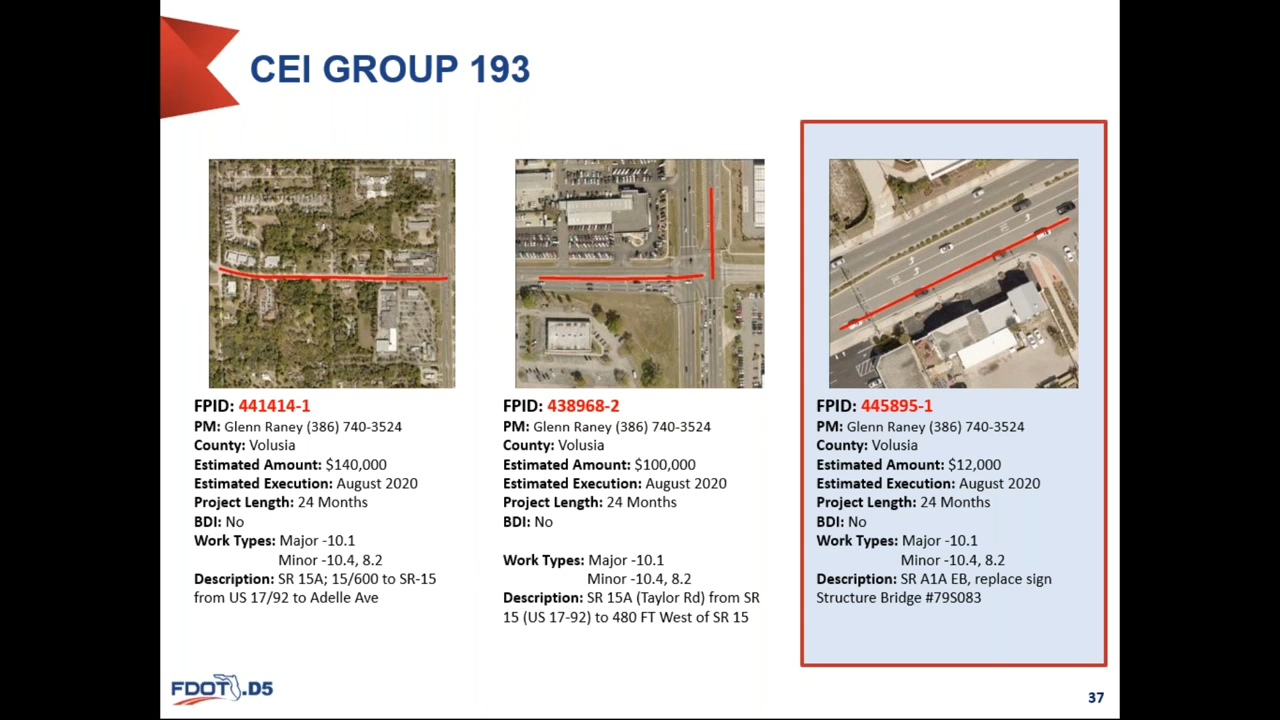 CEI GROUP 193
FPID: 441414-1
PM: Glenn Raney (386) 740-3524
County: Volusia
Estimated Amount: $140,000
Estimated Execution: August 2020
Project Length: 24 Months
BDI: No
Work Types: Major -10.1
Minor -10.4, 8.2
Description: SR 15A; 15/600 to SR-15
from US 17/92 to Adelle Ave
FPID: 438968-2
PM: Glenn Raney (386) 740-3524
County: Volusia
Estimated Amount: $100,000
Estimated Execution: August 2020
Project Length: 24 Months
BDI: No
Work Types: Major -10.1
Minor -10.4, 8.2
Description: SR 15A (Taylor Rd) from SR
15 (US 17-92) to 480 FT West of SR 15
FPID: 445895-1
PM: Glenn Raney (386) 740-3524
County: Volusia
Estimated Amount: $12,000
Estimated Execution: August 2020
Project Length: 24 Months
BDI: No
Work Types: Major -10.1
Minor -10.4, 8.2
Description: SR A1A EB, replace sign
Structure Bridge #79S083
FDOT.D5
37